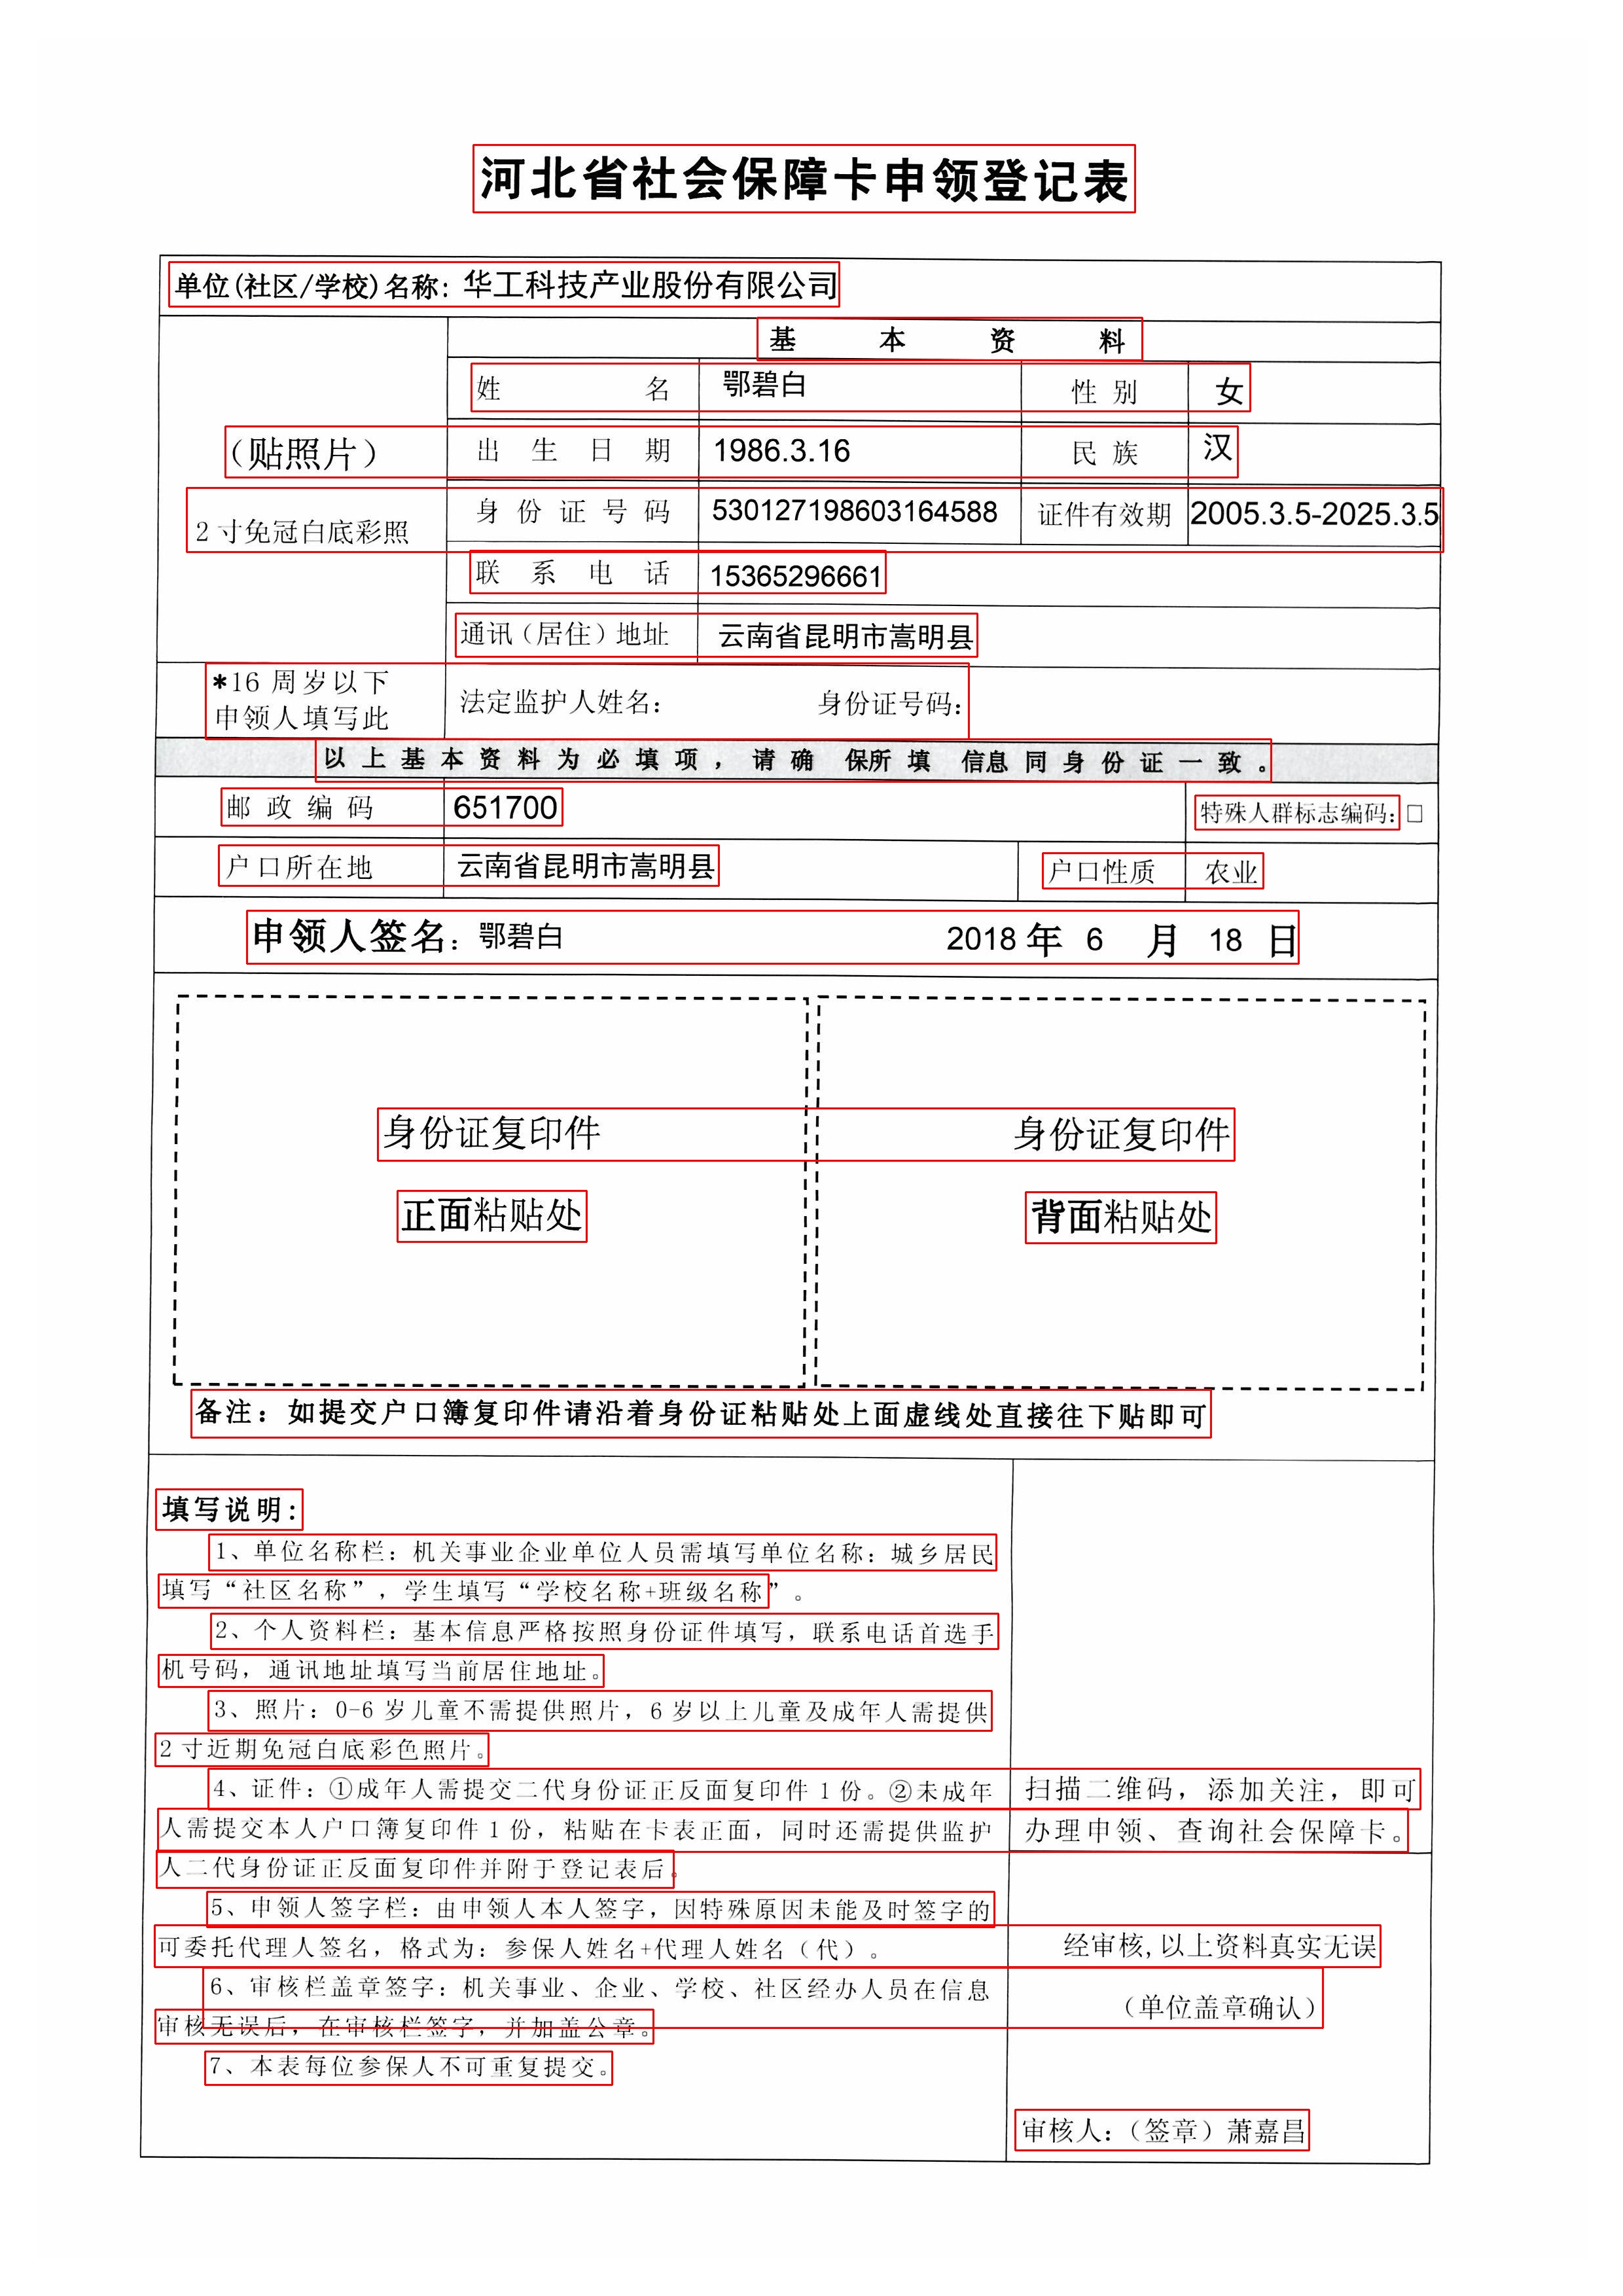 河北省社会保障卡申领登记表
单位(社区/学校)名称: 华工科技产业股份有限公司
基 本 资 料
姓 名 鄂碧白 性 别 女
(贴照片) 出 生 日 期 1986.3.16 民 族 汉
2寸免冠白底彩照 身 份 证 号 码 530127198603164588 证件有效期 2005.3.5-2025.3.5
联 系 电 话 15365296661
通讯（居住）地址 云南省昆明市嵩明县
*16 周岁以下
申领人填写此 法定监护人姓名: 身份证号码:
以上基本资料为必填项，请确保所填信息同身份证一致。
邮 政 编 码 651700 特殊人群标志编码:□
户口所在地 云南省昆明市嵩明县 户口性质 农业
申领人签名: 鄂碧白 2018 年 6 月 18 日
身份证复印件 身份证复印件
正面粘贴处 背面粘贴处
备注: 如提交户口簿复印件请沿着身份证粘贴处上面虚线处直接往下贴即可
填写说明:
1、单位名称栏: 机关事业企业单位人员需填写单位名称: 城乡居民
填写“社区名称”, 学生填写“学校名称+班级名称”。
2、个人资料栏: 基本信息严格按照身份证件填写, 联系电话首选手
机号码, 通讯地址填写当前居住地址。
3、照片: 0-6 岁儿童不需提供照片, 6 岁以上儿童及成年人需提供
2 寸近期免冠白底彩色照片。
4、证件: ①成年人需提交二代身份证正反面复印件 1 份。②未成年
人需提交本人户口簿复印件 1 份, 粘贴在卡表正面, 同时还需提供监护
人二代身份证正反面复印件并附于登记表后。
5、申领人签字栏: 由申领人本人签字, 因特殊原因未能及时签字的
可委托代理人签名, 格式为: 参保人姓名+代理人姓名（代）。
6、审核栏盖章签字: 机关事业、企业、学校、社区经办人员在信息
审核无误后, 在审核栏签字, 并加盖公章。
7、本表每位参保人不可重复提交。
扫描二维码, 添加关注, 即可
办理申领、查询社会保障卡。
经审核, 以上资料真实无误
（单位盖章确认）
审核人:（签章）萧嘉昌